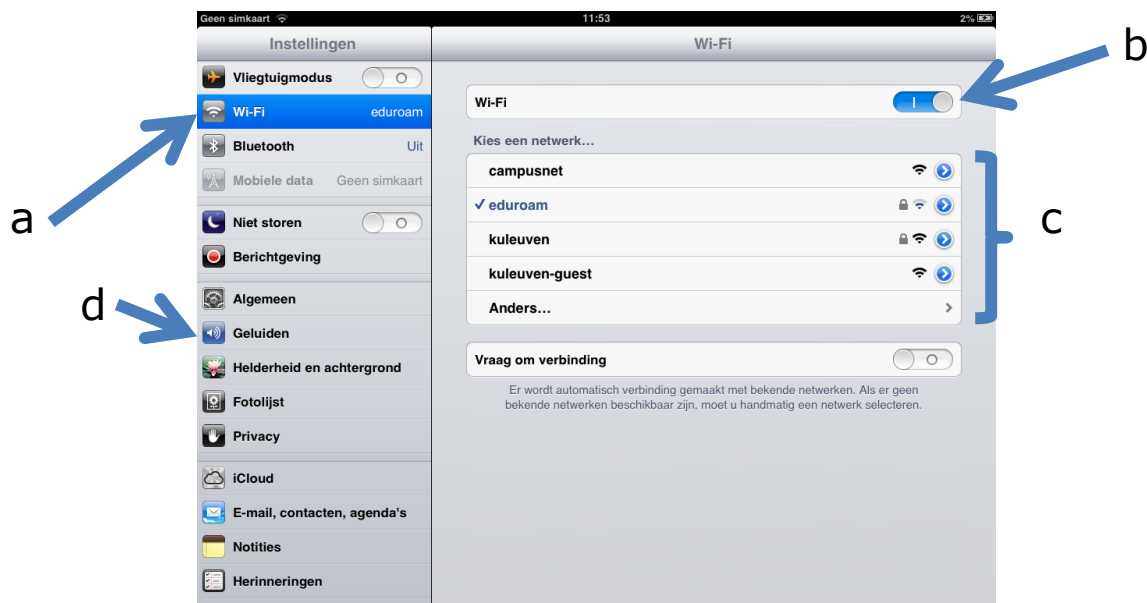 Geen simkaart 11:53 2%
Instellingen
Vliegtuigmodus
Wi-Fi eduroam
Bluetooth Uit
Mobiele data Geen simkaart
Niet storen
Berichtgeving
Algemeen
Geluiden
Helderheid en achtergrond
Fotolijst
Privacy
iCloud
E-mail, contacten, agenda's
Notities
Herinneringen
Wi-Fi
Wi-Fi
Kies een netwerk...
campusnet
✓ eduroam
kuleuven
kuleuven-guest
Anders...
Vraag om verbinding
Er wordt automatisch verbinding gemaakt met bekende netwerken. Als er geen
bekende netwerken beschikbaar zijn, moet u handmatig een netwerk selecteren.
a
b
c
d